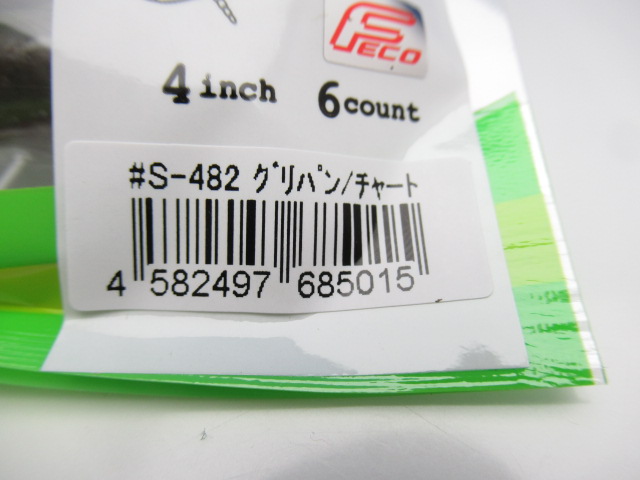 FECO
4 inch 6 count
#S-482 ｸﾞﾘﾊﾟﾝ/ﾁｬｰﾄ
4 582497 685015